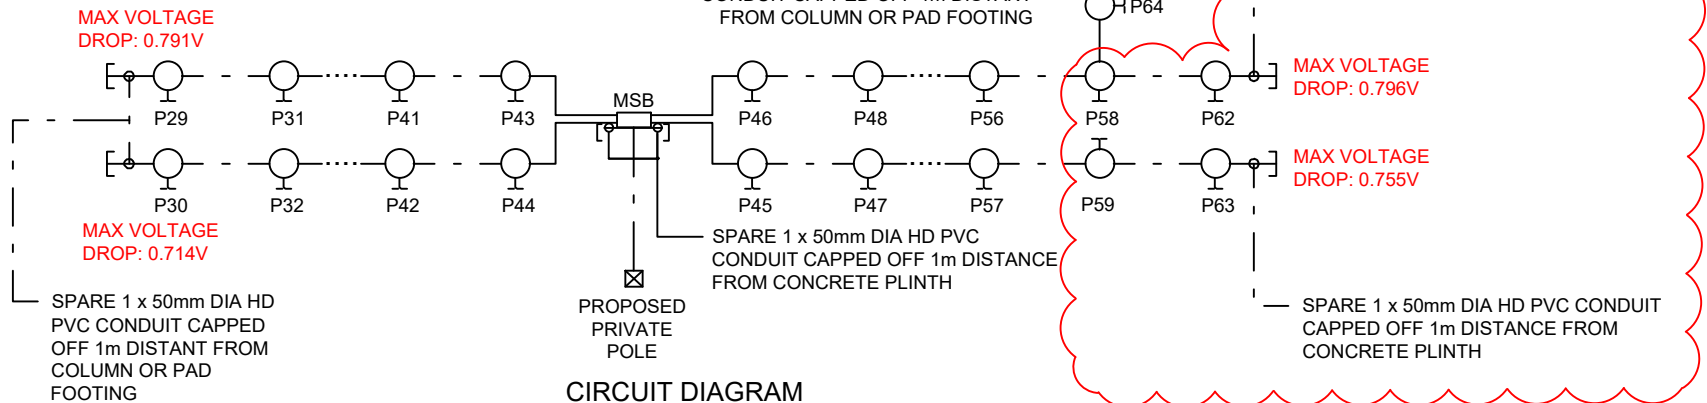 MAX VOLTAGE
DROP: 0.791V
FROM COLUMN OR PAD FOOTING
P64
MAX VOLTAGE
DROP: 0.796V
MSB
P29
P31
P41
P43
P46
P48
P56
P58
P62
MAX VOLTAGE
DROP: 0.755V
P30
P32
P42
P44
P45
P47
P57
P59
P63
MAX VOLTAGE
DROP: 0.714V
SPARE 1 x 50mm DIA HD PVC
CONDUIT CAPPED OFF 1m DISTANCE
FROM CONCRETE PLINTH
SPARE 1 x 50mm DIA HD
PVC CONDUIT CAPPED
OFF 1m DISTANT FROM
COLUMN OR PAD
FOOTING
PROPOSED
PRIVATE
POLE
SPARE 1 x 50mm DIA HD PVC CONDUIT
CAPPED OFF 1m DISTANCE FROM
CONCRETE PLINTH
CIRCUIT DIAGRAM